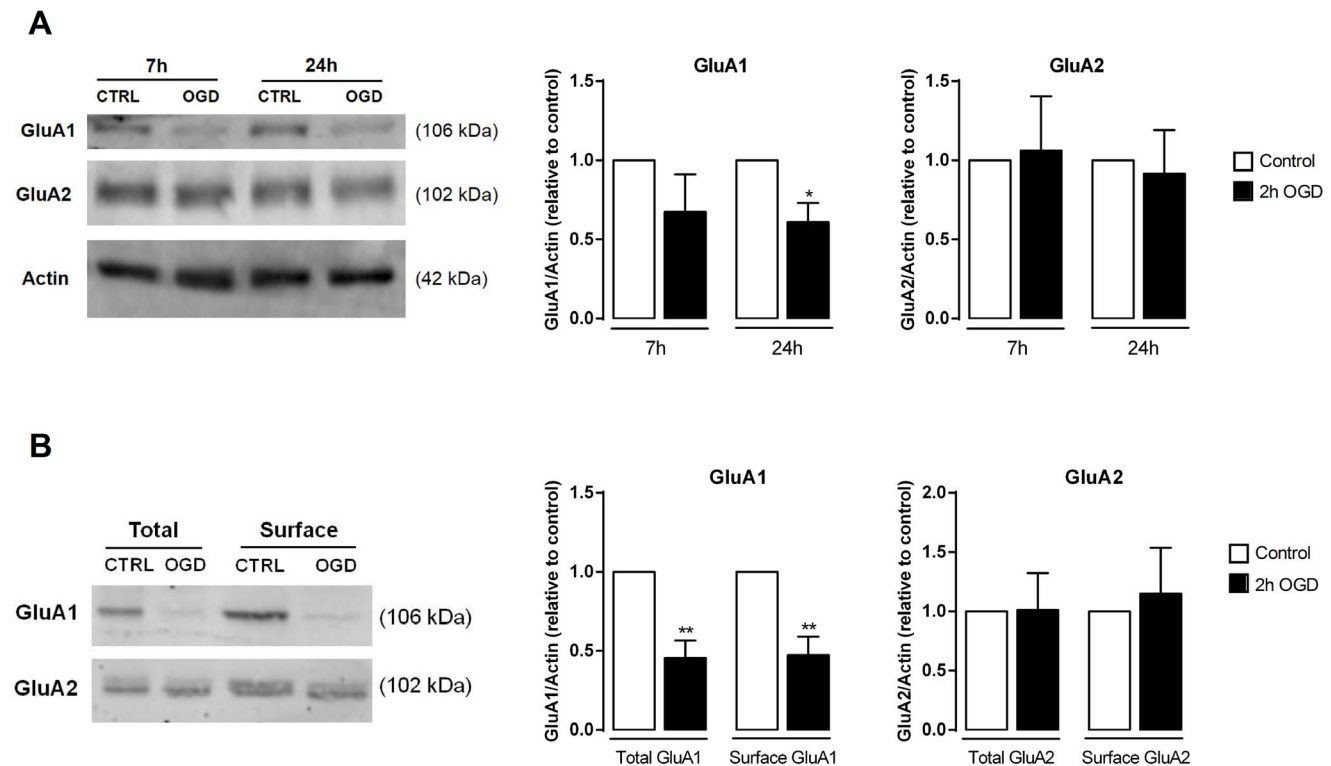 A
7h 24h
CTRL OGD CTRL OGD
GluA1 (106 kDa)
GluA2 (102 kDa)
Actin (42 kDa)
GluA1
GluA1/Actin (relative to control)
1.5
1.0
0.5
0.0
*
7h 24h
GluA2
GluA2/Actin (relative to control)
1.5
1.0
0.5
0.0
7h 24h
Control
2h OGD
B
Total Surface
CTRL OGD CTRL OGD
GluA1 (106 kDa)
GluA2 (102 kDa)
GluA1
GluA1/Actin (relative to control)
1.5
1.0
0.5
0.0
** **
Total GluA1 Surface GluA1
GluA2
GluA2/Actin (relative to control)
2.0
1.5
1.0
0.5
0.0
Total GluA2 Surface GluA2
Control
2h OGD